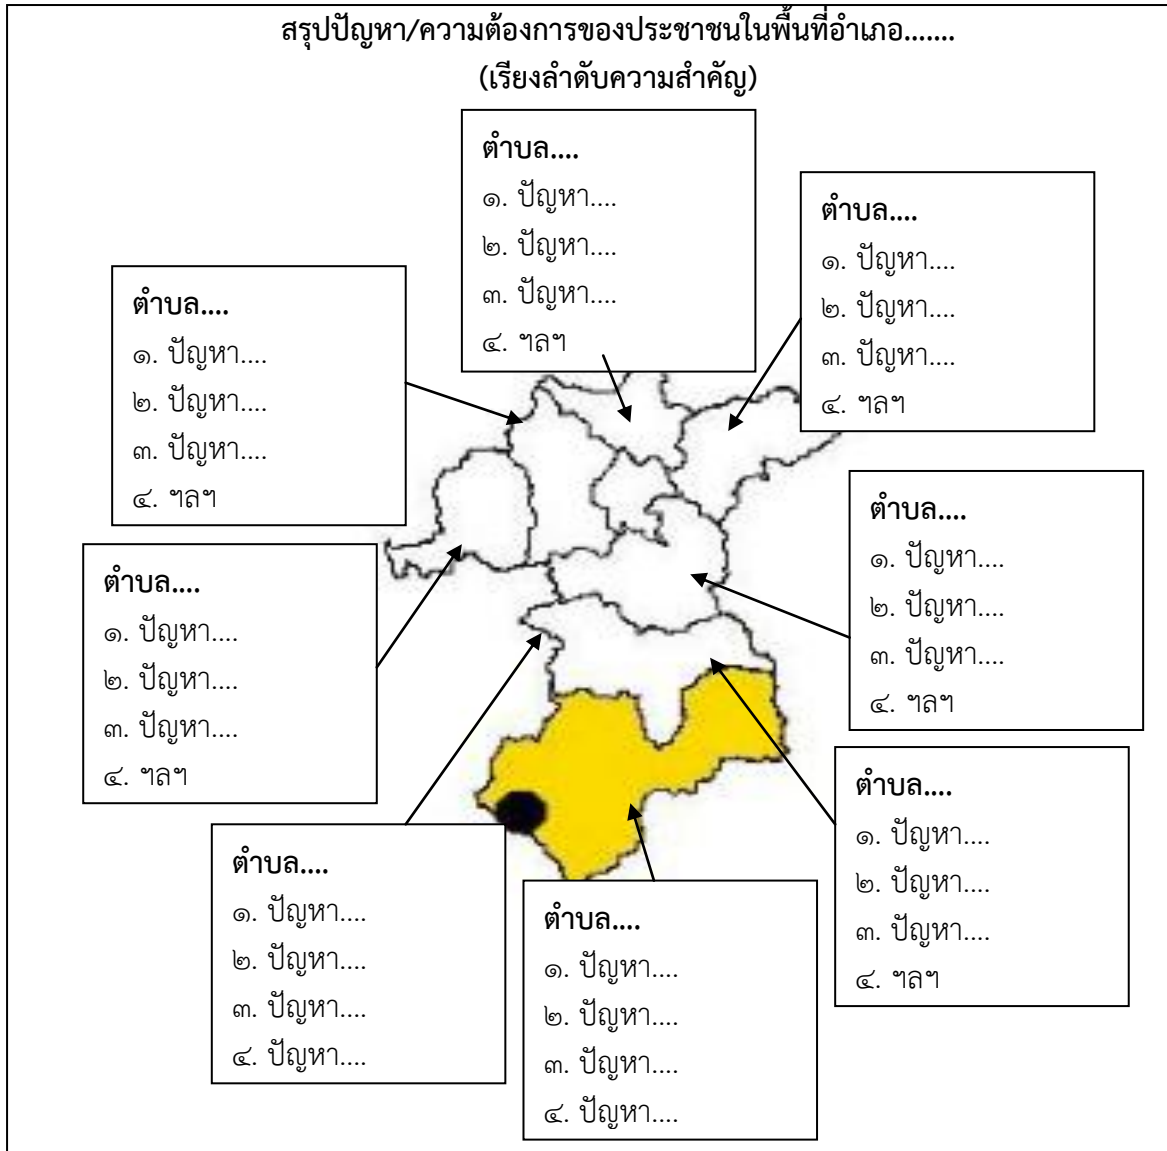 สรุปปัญหา/ความต้องการของประชาชนในพื้นที่อำเภอ.......
(เรียงลำดับความสำคัญ)
ตำบล....
๑. ปัญหา....
๒. ปัญหา....
๓. ปัญหา....
๔. ฯลฯ
ตำบล....
๑. ปัญหา....
๒. ปัญหา....
๓. ปัญหา....
๔. ฯลฯ
ตำบล....
๑. ปัญหา....
๒. ปัญหา....
๓. ปัญหา....
๔. ฯลฯ
ตำบล....
๑. ปัญหา....
๒. ปัญหา....
๓. ปัญหา....
๔. ฯลฯ
ตำบล....
๑. ปัญหา....
๒. ปัญหา....
๓. ปัญหา....
๔. ฯลฯ
ตำบล....
๑. ปัญหา....
๒. ปัญหา....
๓. ปัญหา....
๔. ฯลฯ
ตำบล....
๑. ปัญหา....
๒. ปัญหา....
๓. ปัญหา....
๔. ปัญหา....
ตำบล....
๑. ปัญหา....
๒. ปัญหา....
๓. ปัญหา....
๔. ปัญหา....